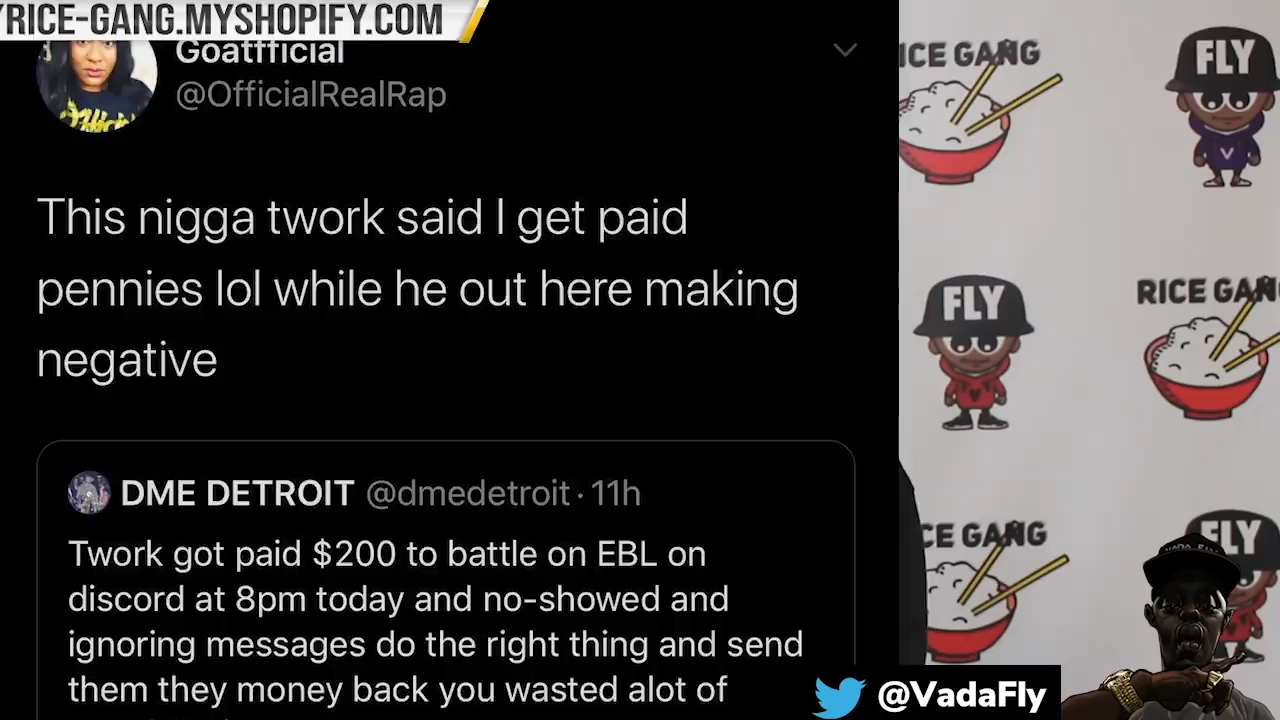 YRICE-GANG.MYSHOPIFY.COM
Goatfficial
@OfficialRealRap
This nigga twork said I get paid
pennies lol while he out here making
negative
DME DETROIT @dmedetroit · 11h
Twork got paid $200 to battle on EBL on
discord at 8pm today and no-showed and
ignoring messages do the right thing and send
them they money back you wasted alot of
ICE GANG
FLY
V
FLY
RICE GAN
CE GANG
FLY
@VadaFly